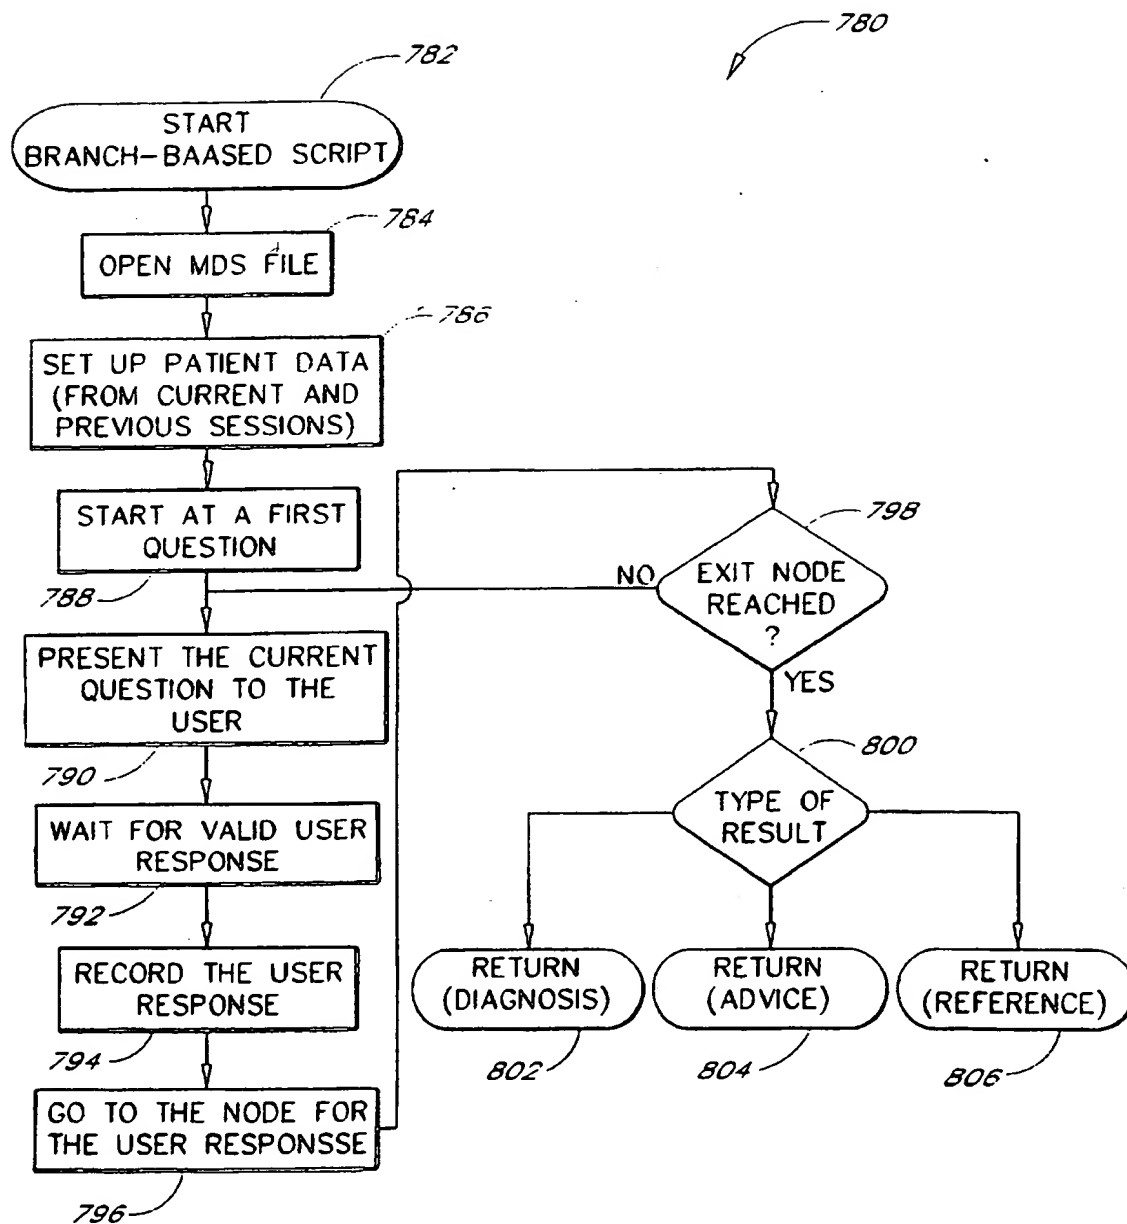 780
782
START
BRANCH-BAASED SCRIPT
784
OPEN MDS FILE
786
SET UP PATIENT DATA
(FROM CURRENT AND
PREVIOUS SESSIONS)
START AT A FIRST
QUESTION
788
PRESENT THE CURRENT
QUESTION TO THE
USER
790
WAIT FOR VALID USER
RESPONSE
792
RECORD THE USER
RESPONSE
794
GO TO THE NODE FOR
THE USER RESPONSSE
796
798
NO
EXIT NODE
REACHED
?
YES
800
TYPE OF
RESULT
RETURN
(DIAGNOSIS)
802
RETURN
(ADVICE)
804
RETURN
(REFERENCE)
806